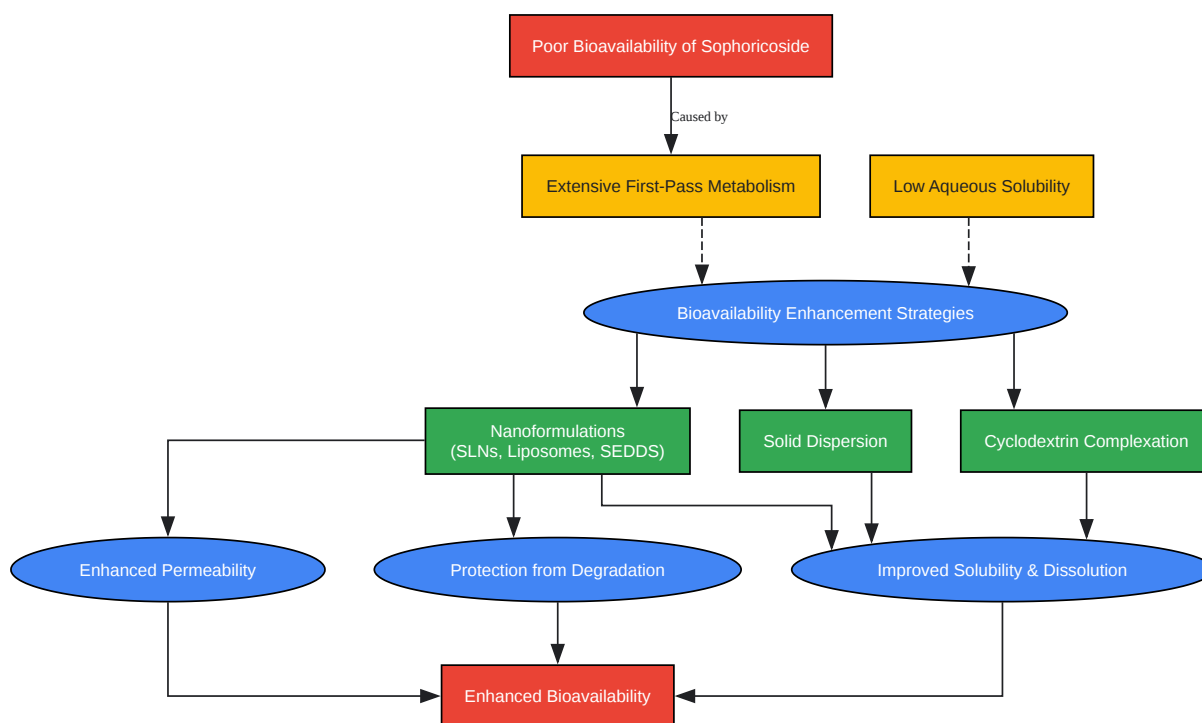 Poor Bioavailability of Sophoricoside
Caused by
Extensive First-Pass Metabolism
Low Aqueous Solubility
Bioavailability Enhancement Strategies
Nanoformulations
(SLNs, Liposomes, SEDDS)
Solid Dispersion
Cyclodextrin Complexation
Enhanced Permeability
Protection from Degradation
Improved Solubility & Dissolution
Enhanced Bioavailability